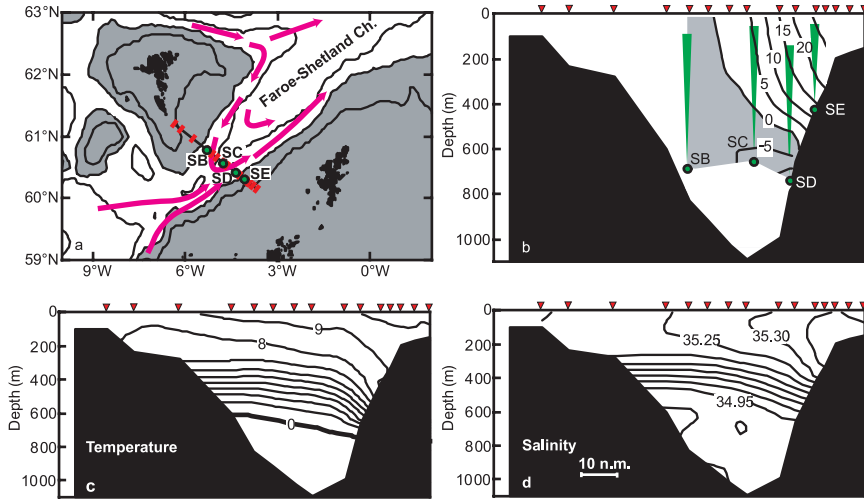 63°N
62°N
61°N
60°N
59°N
9°W
6°W
3°W
0°W
Faroe-Shetland Ch.
SB
SC
SD
SE
a
Depth (m)
0
200
400
600
800
1000
15
20
10
5
0
-5
SB
SC
SE
SD
b
Depth (m)
0
200
400
600
800
1000
9
8
0
Temperature
c
Depth (m)
0
200
400
600
800
1000
35.25
35.30
34.95
Salinity
10 n.m.
d